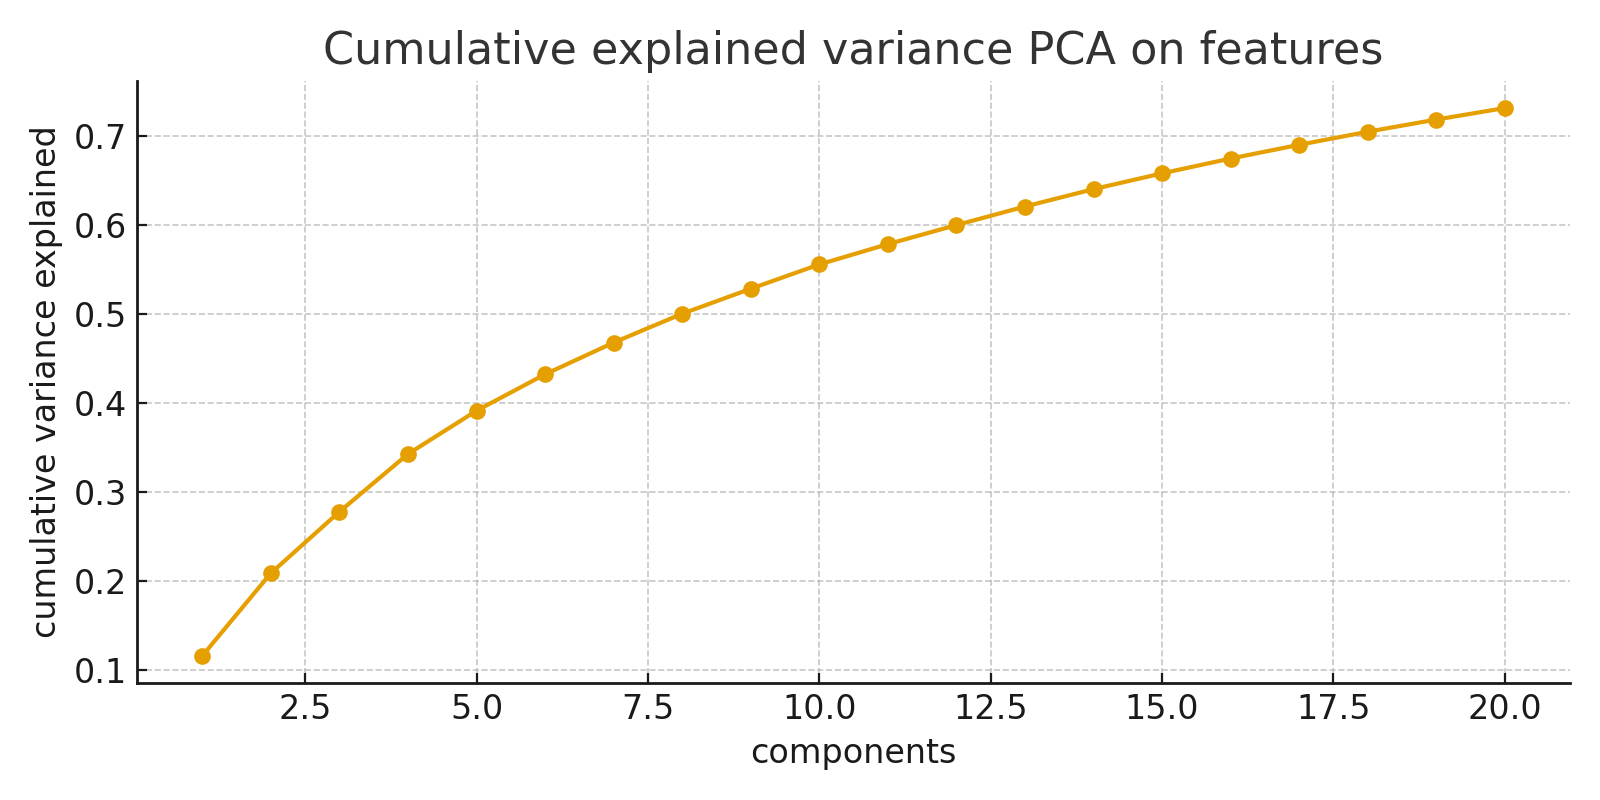 Cumulative explained variance PCA on features
cumulative variance explained
0.7
0.6
0.5
0.4
0.3
0.2
0.1
2.5 5.0 7.5 10.0 12.5 15.0 17.5 20.0
components